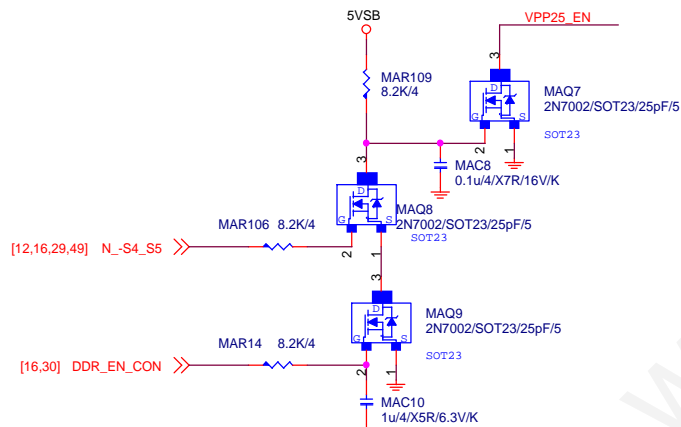 5VSB
VPP25_EN
3
MAR109
8.2K/4
D
G
S
MAQ7
2N7002/SOT23/25pF/5
SOT23
2
1
3
MAC8
0.1u/4/X7R/16V/K
D
G
S
MAQ8
2N7002/SOT23/25pF/5
SOT23
MAR106 8.2K/4
[12,16,29,49] N_-S4_S5
2
1
3
D
G
S
MAQ9
2N7002/SOT23/25pF/5
SOT23
MAR14 8.2K/4
[16,30] DDR_EN_CON
2
1
MAC10
1u/4/X5R/6.3V/K